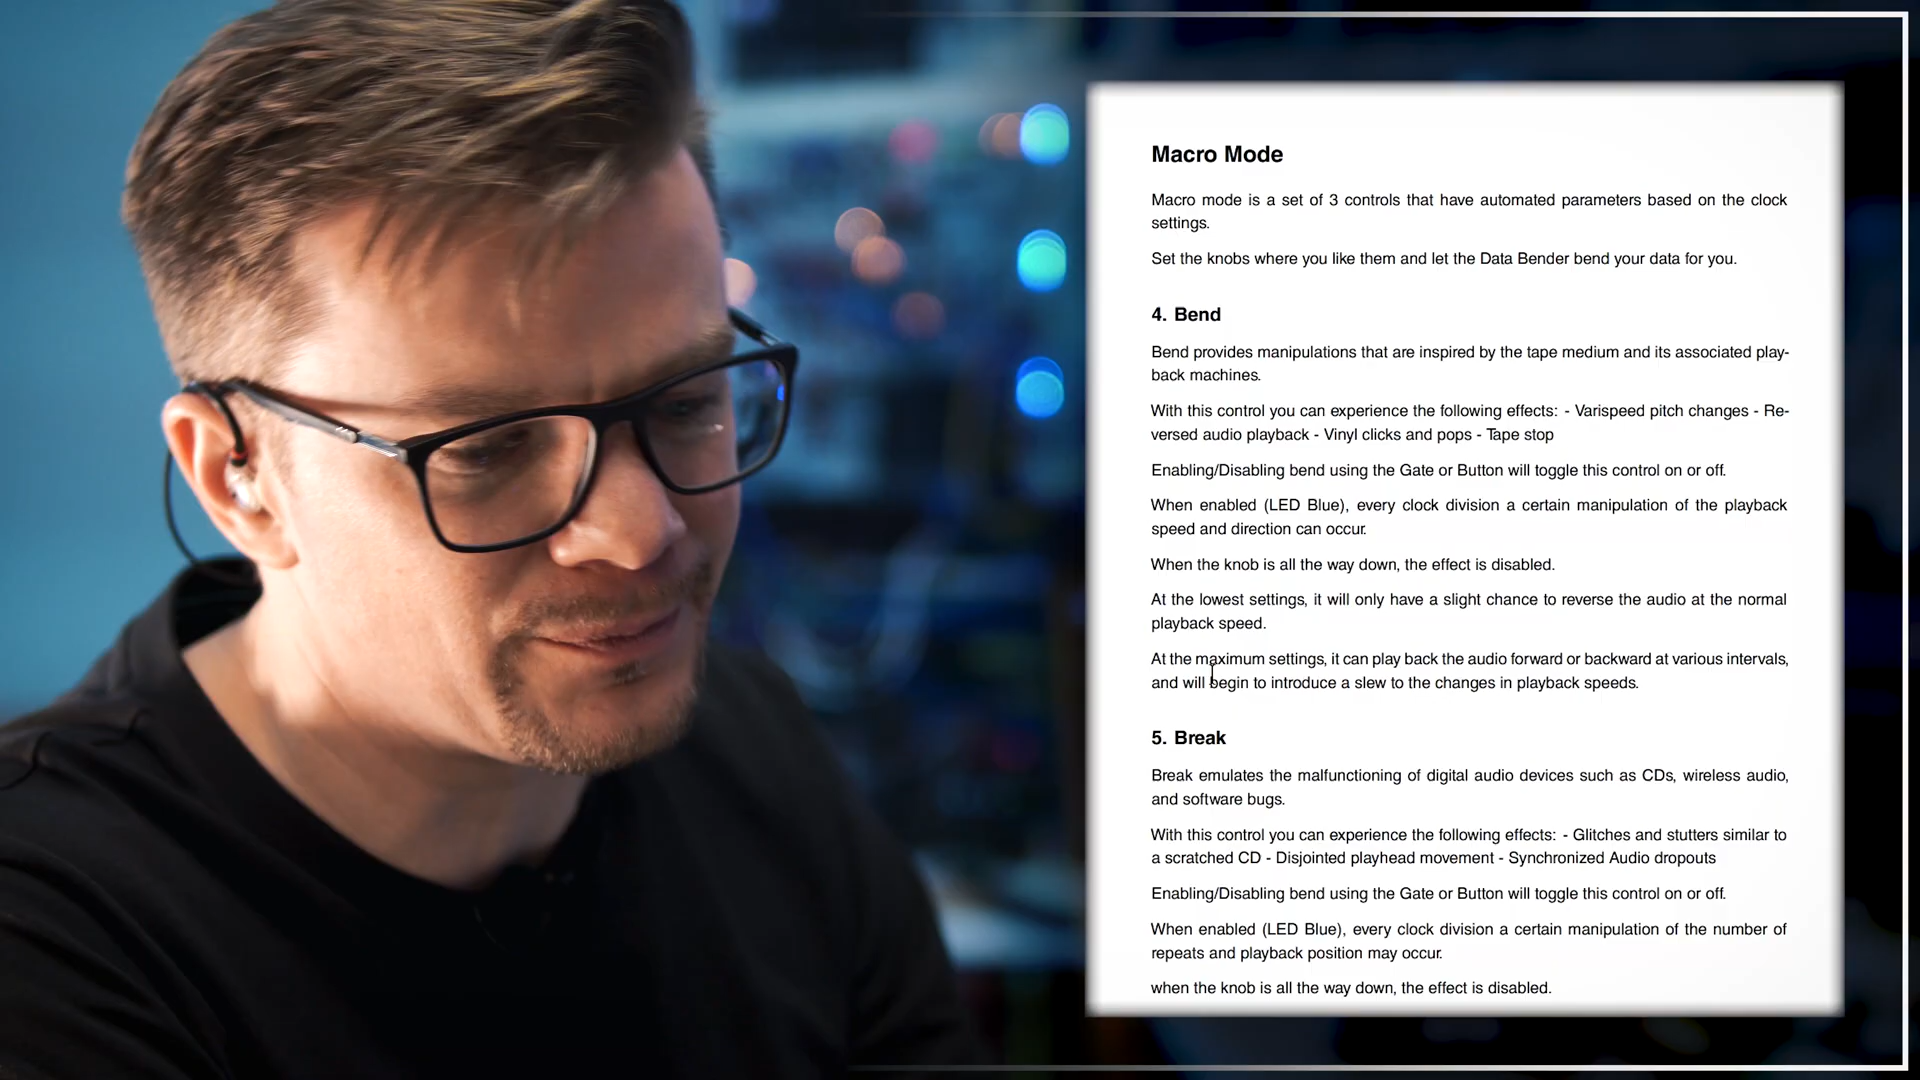 Macro Mode
Macro mode is a set of 3 controls that have automated parameters based on the clock
settings.
Set the knobs where you like them and let the Data Bender bend your data for you.
4. Bend
Bend provides manipulations that are inspired by the tape medium and its associated play-
back machines.
With this control you can experience the following effects: - Varispeed pitch changes - Re-
versed audio playback - Vinyl clicks and pops - Tape stop
Enabling/Disabling bend using the Gate or Button will toggle this control on or off.
When enabled (LED Blue), every clock division a certain manipulation of the playback
speed and direction can occur.
When the knob is all the way down, the effect is disabled.
At the lowest settings, it will only have a slight chance to reverse the audio at the normal
playback speed.
At the maximum settings, it can play back the audio forward or backward at various intervals,
and will begin to introduce a slew to the changes in playback speeds.
5. Break
Break emulates the malfunctioning of digital audio devices such as CDs, wireless audio,
and software bugs.
With this control you can experience the following effects: - Glitches and stutters similar to
a scratched CD - Disjointed playhead movement - Synchronized Audio dropouts
Enabling/Disabling bend using the Gate or Button will toggle this control on or off.
When enabled (LED Blue), every clock division a certain manipulation of the number of
repeats and playback position may occur.
when the knob is all the way down, the effect is disabled.